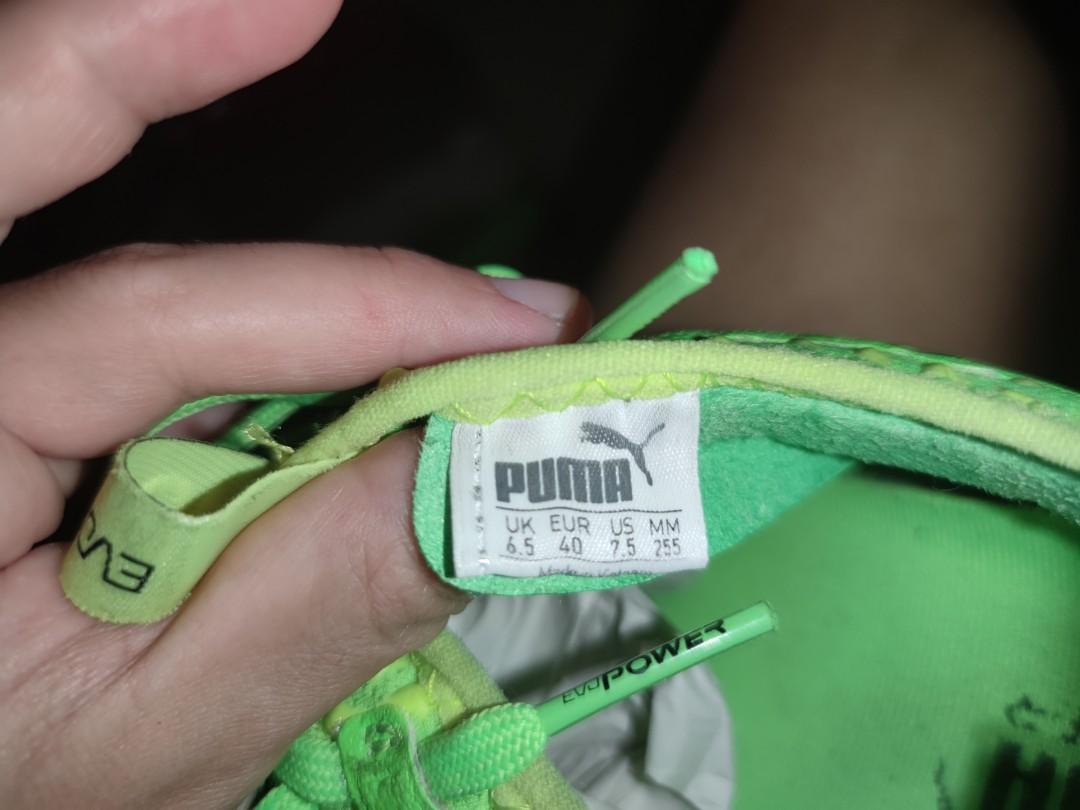 PUMA
UK EUR US MM
6.5 40 7.5 255
EVO
EVOPOWER